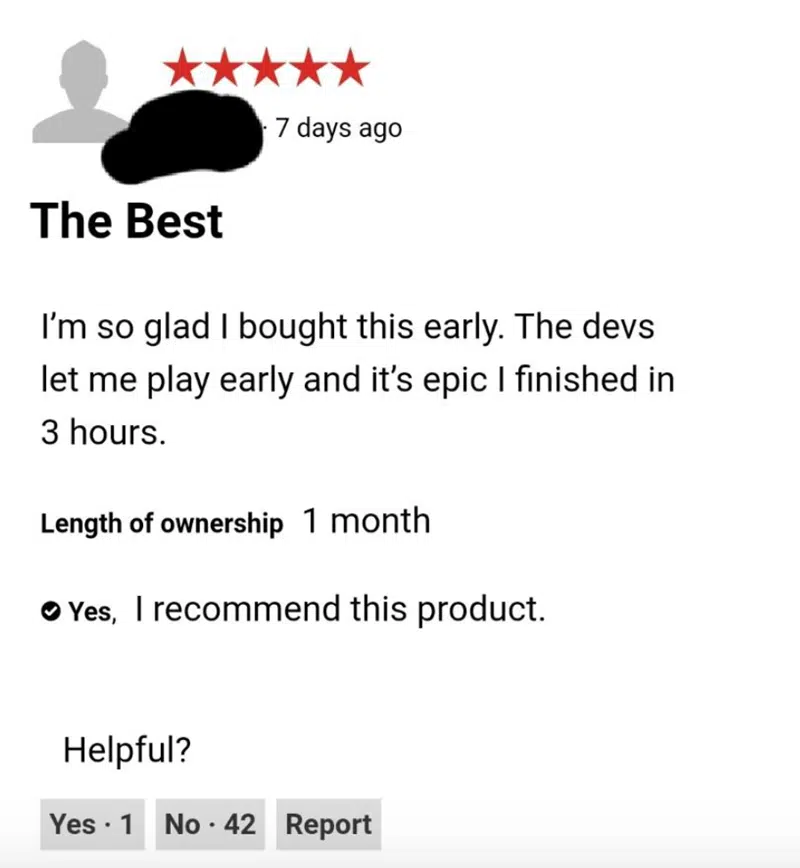 · 7 days ago
The Best
I'm so glad I bought this early. The devs
let me play early and it's epic I finished in
3 hours.
Length of ownership 1 month
Yes, I recommend this product.
Helpful?
Yes · 1 No · 42 Report